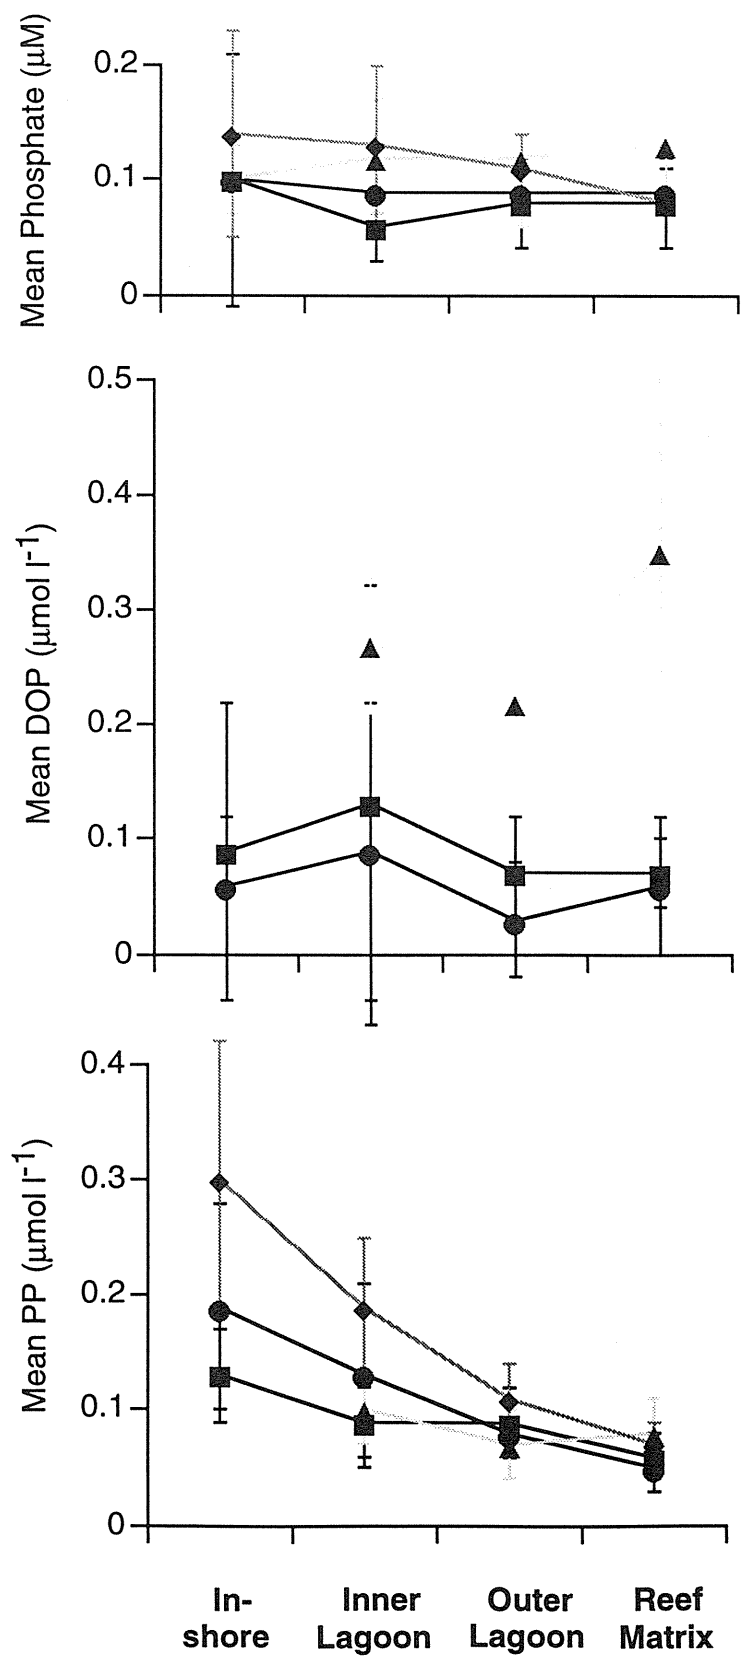 Mean Phosphate (μM)
0.2
0.1
0
Mean DOP (μmol l-1)
0.5
0.4
0.3
0.2
0.1
0
Mean PP (μmol l-1)
0.4
0.3
0.2
0.1
0
In-
shore
Inner
Lagoon
Outer
Lagoon
Reef
Matrix